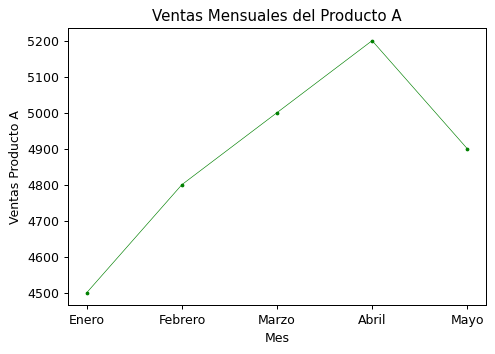 Ventas Mensuales del Producto A
Ventas Producto A
5200
5100
5000
4900
4800
4700
4600
4500
Enero Febrero Marzo Abril Mayo
Mes